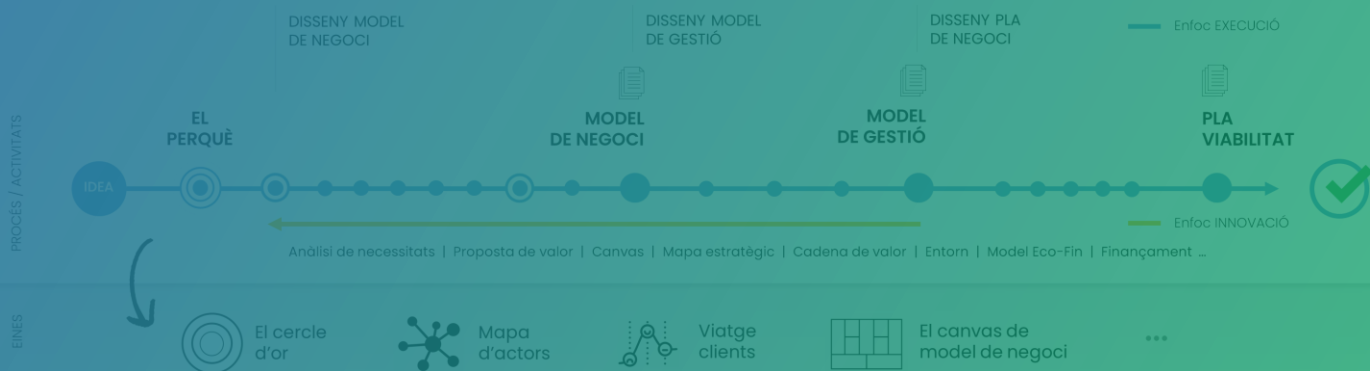 DISSENY MODEL
DE NEGOCI
DISSENY MODEL
DE GESTIÓ
DISSENY PLA
DE NEGOCI
Enfoc EXECUCIÓ
PROCÉS / ACTIVITATS
EL
PERQUÈ
MODEL
DE NEGOCI
MODEL
DE GESTIÓ
PLA
VIABILITAT
IDEA
Enfoc INNOVACIÓ
Anàlisi de necessitats | Proposta de valor | Canvas | Mapa estratègic | Cadena de valor | Entorn | Model Eco-Fin | Finançament ...
EINES
El cercle
d'or
Mapa
d'actors
Viatge
clients
El canvas de
model de negoci
...